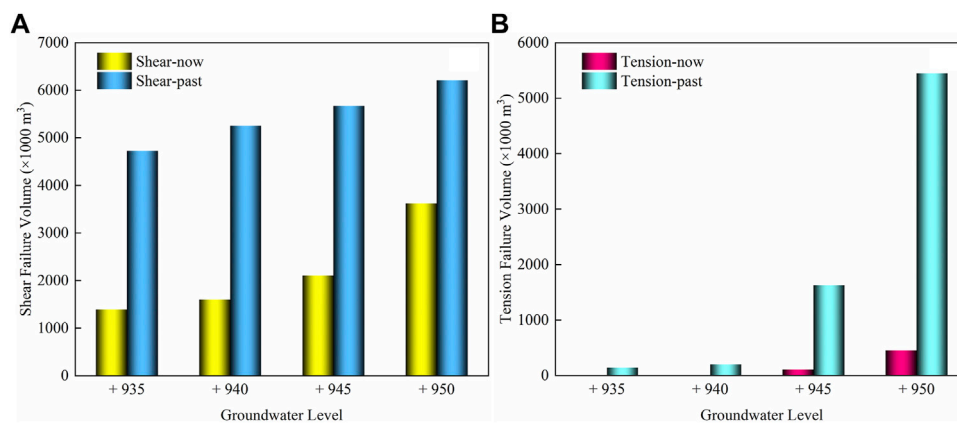 A
Shear Failure Volume (×1000 m³)
7000
6000
5000
4000
3000
2000
1000
0
Shear-now
Shear-past
+ 935
+ 940
+ 945
+ 950
Groundwater Level
B
Tension Failure Volume (×1000 m³)
6000
5000
4000
3000
2000
1000
0
Tension-now
Tension-past
+ 935
+ 940
+ 945
+ 950
Groundwater Level